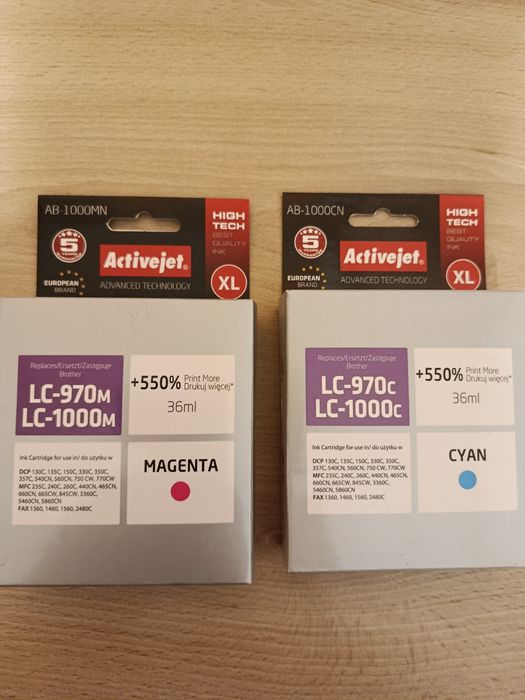 AB-1000MN
HIGH
TECH
BEST
QUALITY
INK
5
YEARS
Activejet®
EUROPEAN
BRAND
ADVANCED TECHNOLOGY
XL
Replaces/Ersetzt/Zastępuje
Brother
LC-970M
LC-1000M
+550% Print More
Drukuj więcej*
36ml
Ink Cartridge for use in/ do użytku w
DCP 130C, 135C, 150C, 330C, 350C,
357C, 540CN, 560CN, 750 CW, 770CW
MFC 235C, 240C, 260C, 440CN, 465CN,
660CN, 665CW, 845CW, 3360C,
5460CN, 5860CN
FAX 1360, 1460, 1560, 2480C
MAGENTA
AB-1000CN
HIGH
TECH
BEST
QUALITY
INK
5
YEARS
Activejet®
EUROPEAN
BRAND
ADVANCED TECHNOLOGY
XL
Replaces/Ersetzt/Zastępuje
Brother
LC-970C
LC-1000C
+550% Print More
Drukuj więcej*
36ml
Ink Cartridge for use in/ do użytku w
DCP 130C, 135C, 150C, 330C, 350C,
357C, 540CN, 560CN, 750 CW, 770CW
MFC 235C, 240C, 260C, 440CN, 465CN,
660CN, 665CW, 845CW, 3360C,
5460CN, 5860CN
FAX 1360, 1460, 1560, 2480C
CYAN